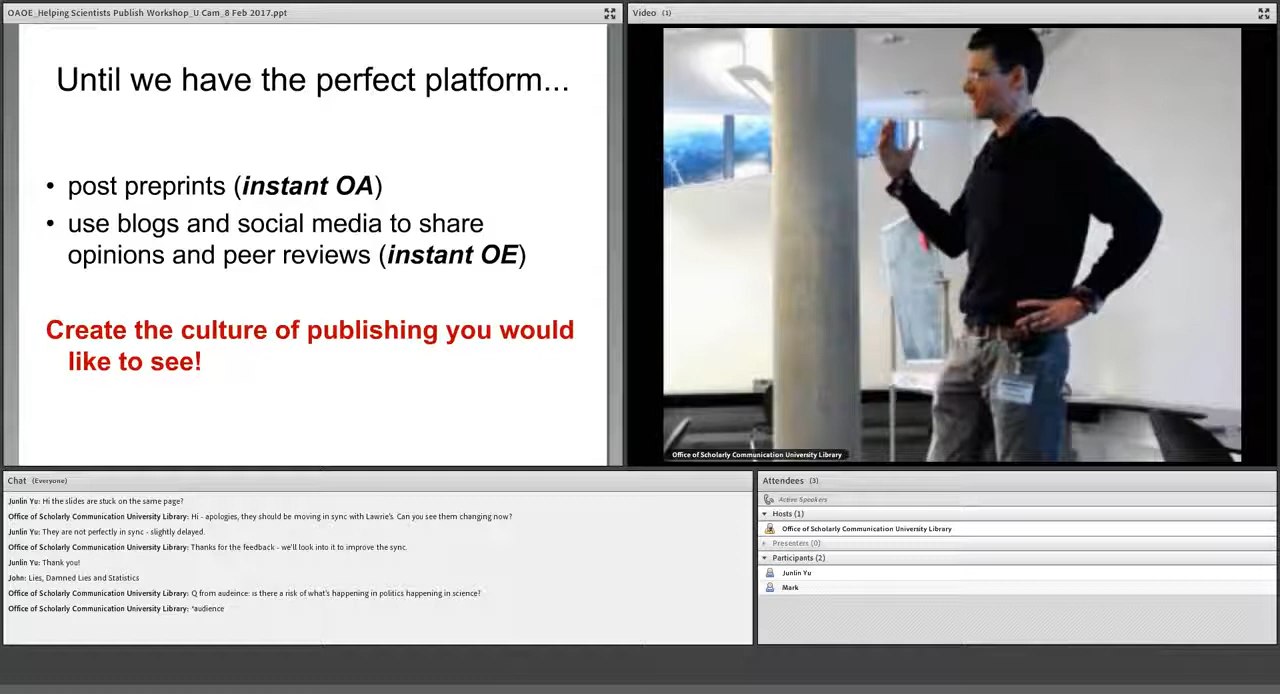 OAOE_Helping Scientists Publish Workshop_U Cam_8 Feb 2017.ppt
Until we have the perfect platform...
• post preprints (instant OA)
• use blogs and social media to share
opinions and peer reviews (instant OE)
Create the culture of publishing you would
like to see!
Video (1)
Office of Scholarly Communication University Library
Chat (Everyone)
Junlin Yu: Hi the slides are stuck on the same page?
Office of Scholarly Communication University Library: Hi - apologies, they should be moving in sync with Lawrie's. Can you see them changing now?
Junlin Yu: They are not perfectly in sync - slightly delayed.
Office of Scholarly Communication University Library: Thanks for the feedback - we'll look into it to improve the sync.
Junlin Yu: Thank you!
John: Lies, Damned Lies and Statistics
Office of Scholarly Communication University Library: Q from audeince: is there a risk of what's happening in politics happening in science?
Office of Scholarly Communication University Library: *audience
Attendees (3)
Active Speakers
Hosts (1)
Office of Scholarly Communication University Library
Presenters (0)
Participants (2)
Junlin Yu
Mark